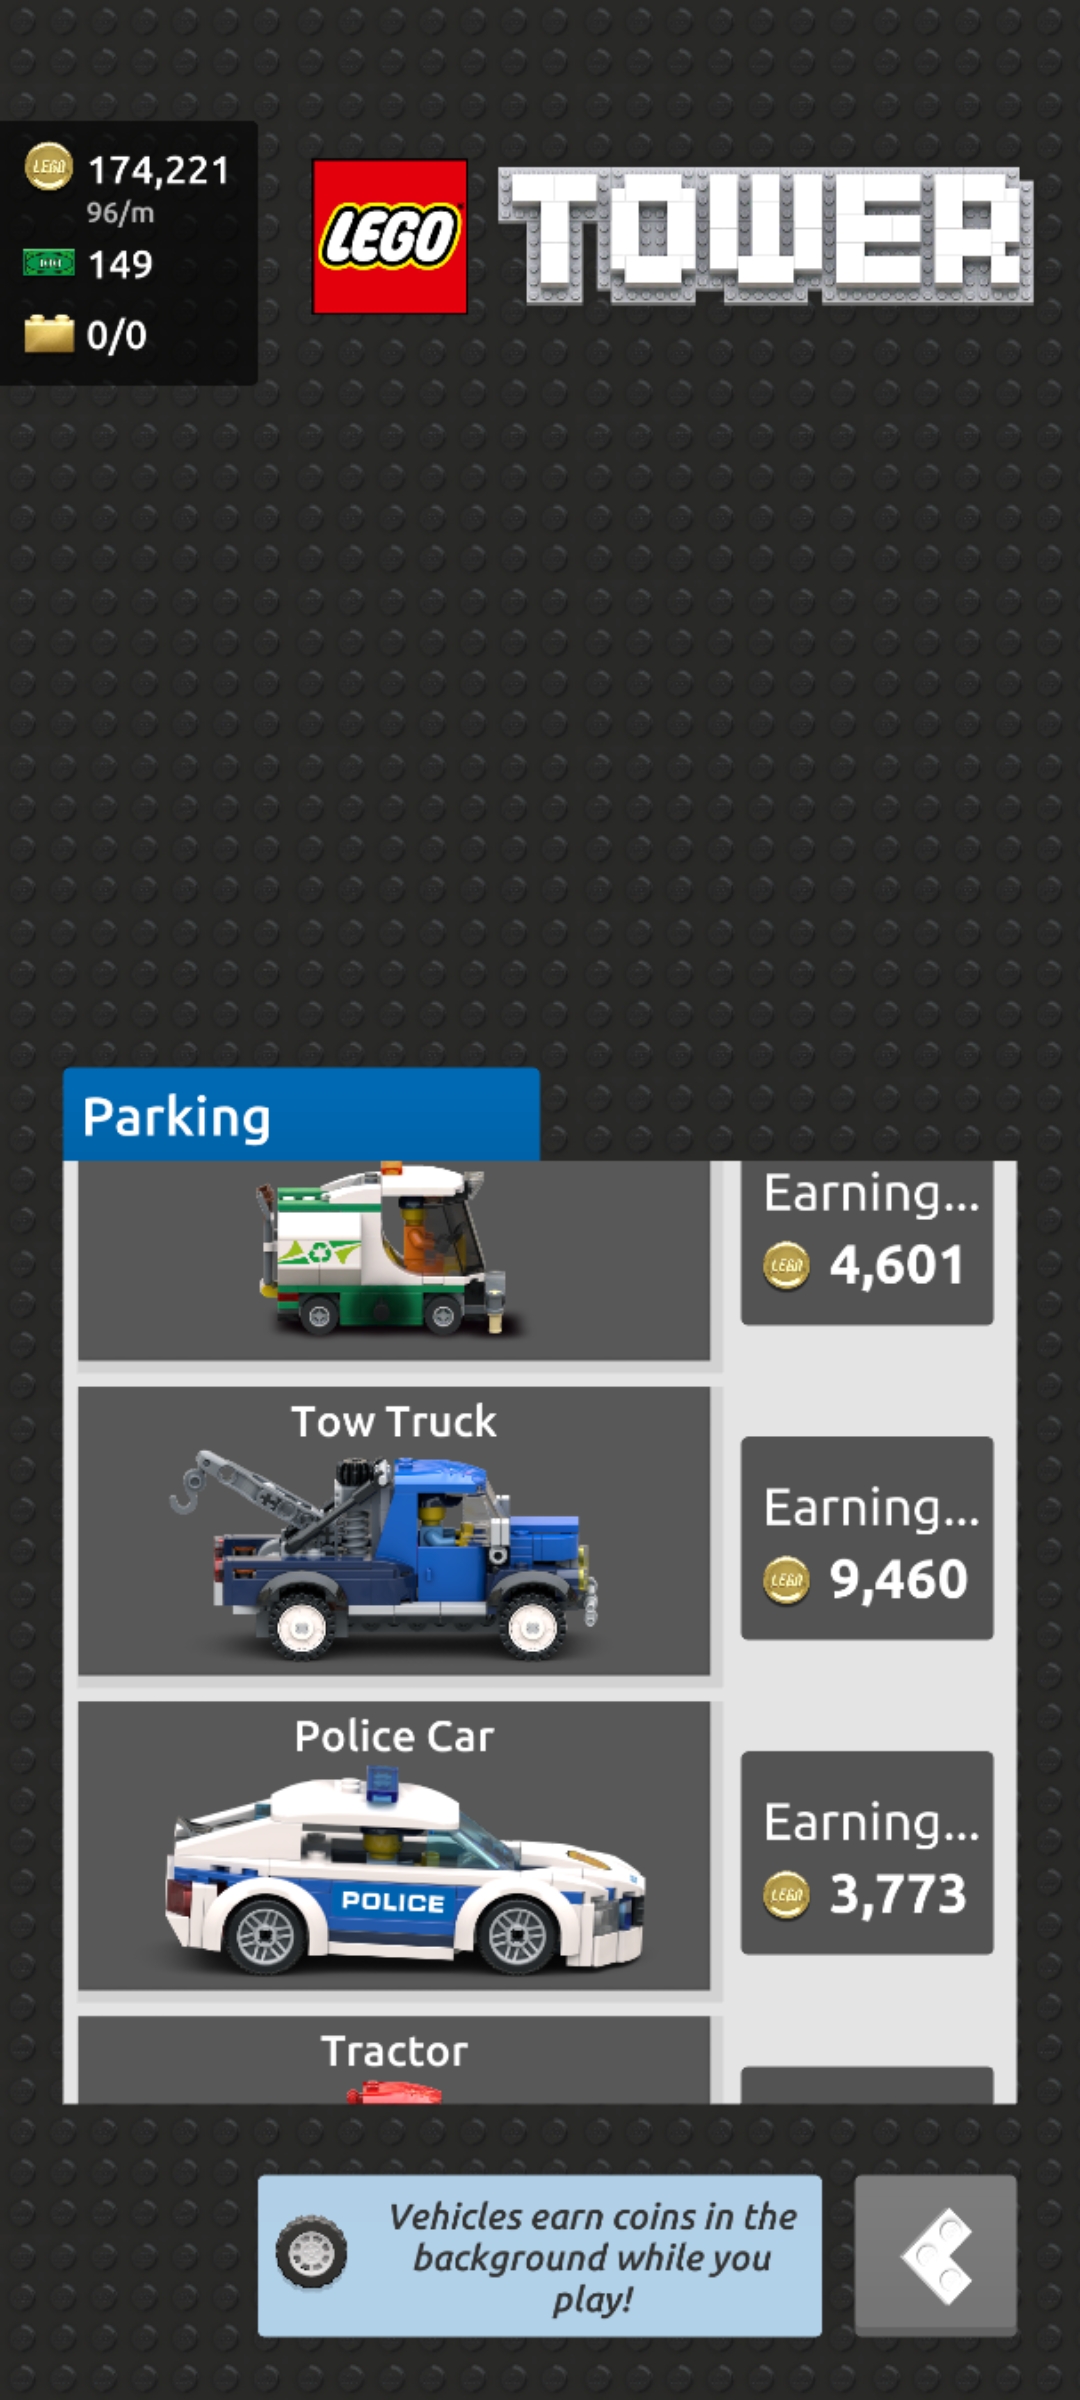 174,221
96/m
149
0/0
LEGO TOWER
Parking
Earning...
4,601
Tow Truck
Earning...
9,460
Police Car
POLICE
Earning...
3,773
Tractor
Vehicles earn coins in the
background while you
play!